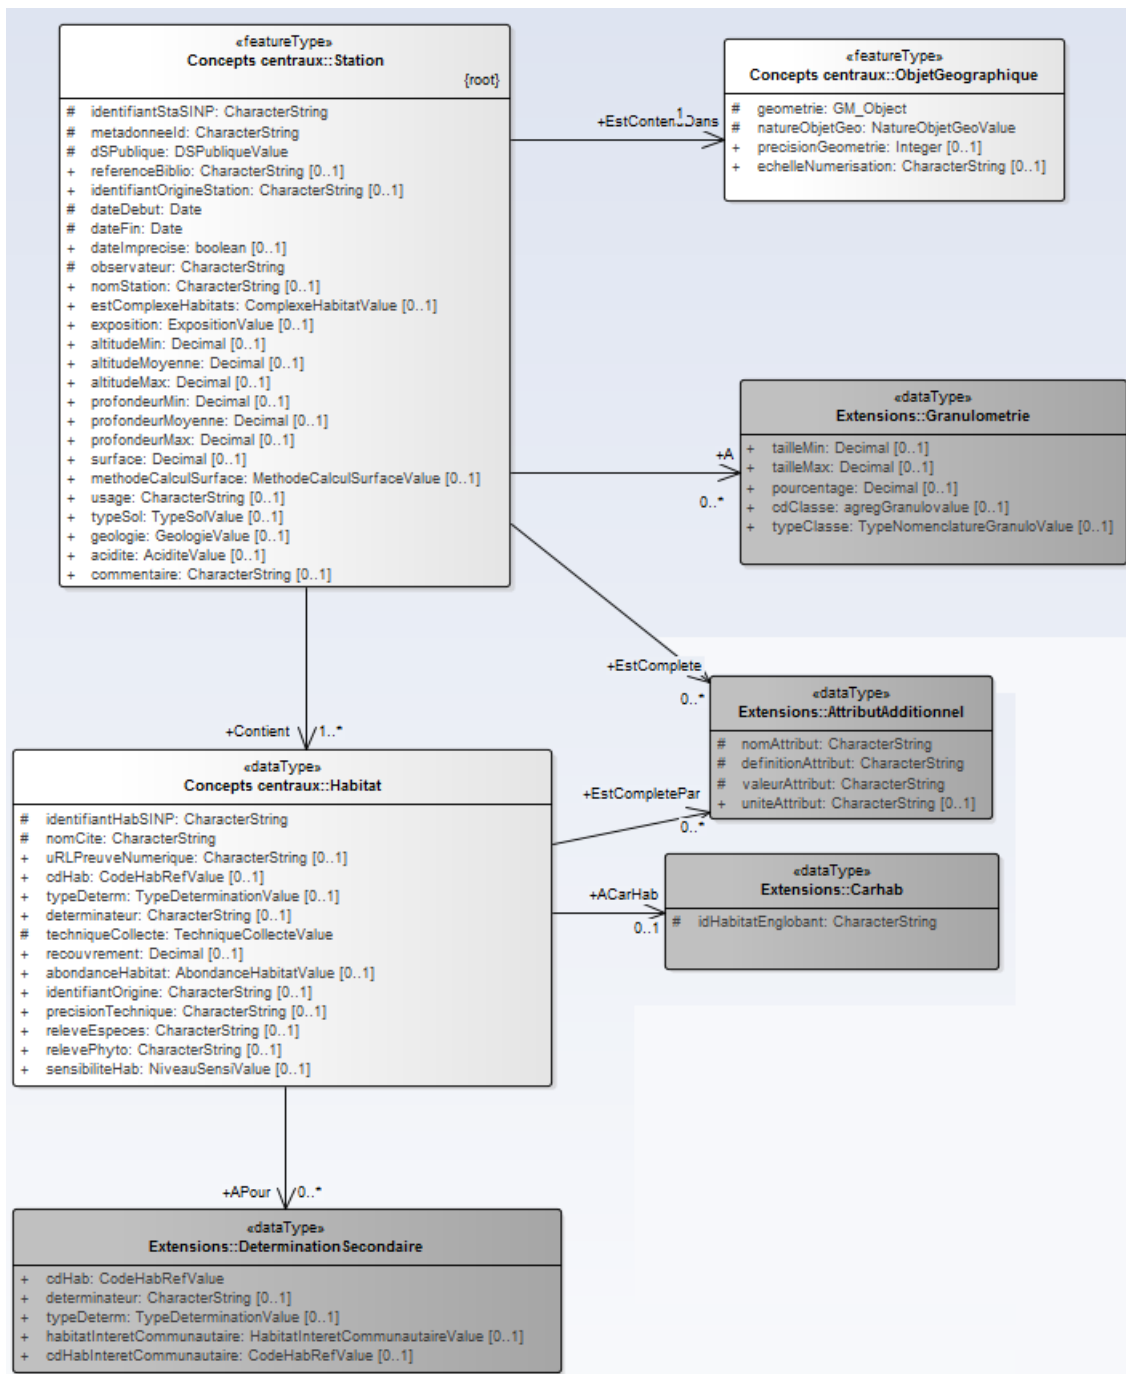 «featureType»
Concepts centraux::Station
{root}
# identifiantStaSINP: CharacterString
# metadonneeId: CharacterString
# dSPublique: DSPubliqueValue
+ referenceBiblio: CharacterString [0..1]
+ identifiantOrigineStation: CharacterString [0..1]
# dateDebut: Date
# dateFin: Date
+ dateImprecise: boolean [0..1]
# observateur: CharacterString
+ nomStation: CharacterString [0..1]
+ estComplexeHabitats: ComplexeHabitatValue [0..1]
+ exposition: ExpositionValue [0..1]
+ altitudeMin: Decimal [0..1]
+ altitudeMoyenne: Decimal [0..1]
+ altitudeMax: Decimal [0..1]
+ profondeurMin: Decimal [0..1]
+ profondeurMoyenne: Decimal [0..1]
+ profondeurMax: Decimal [0..1]
+ surface: Decimal [0..1]
+ methodeCalculSurface: MethodeCalculSurfaceValue [0..1]
+ usage: CharacterString [0..1]
+ typeSol: TypeSolValue [0..1]
+ geologie: GeologieValue [0..1]
+ acidite: AciditeValue [0..1]
+ commentaire: CharacterString [0..1]
1
«featureType»
Concepts centraux::ObjetGeographique
# geometrie: GM_Object
# natureObjetGeo: NatureObjetGeoValue
+ precisionGeometrie: Integer [0..1]
+ echelleNumerisation: CharacterString [0..1]
+A
0..*
«dataType»
Extensions::Granulometrie
+ tailleMin: Decimal [0..1]
+ tailleMax: Decimal [0..1]
+ pourcentage: Decimal [0..1]
+ cdClasse: agregGranulovalue [0..1]
+ typeClasse: TypeNomenclatureGranuloValue [0..1]
+EstComplete
0..*
«dataType»
Extensions::AttributAdditionnel
# nomAttribut: CharacterString
# definitionAttribut: CharacterString
# valeurAttribut: CharacterString
+ uniteAttribut: CharacterString [0..1]
+Contient 1..*
«dataType»
Concepts centraux::Habitat
# identifiantHabSINP: CharacterString
# nomCite: CharacterString
+ uRLPreuveNumerique: CharacterString [0..1]
+ cdHab: CodeHabRefValue [0..1]
+ typeDeterm: TypeDeterminationValue [0..1]
+ determinateur: CharacterString [0..1]
# techniqueCollecte: TechniqueCollecteValue
+ recouvrement: Decimal [0..1]
+ abondanceHabitat: AbondanceHabitatValue [0..1]
+ identifiantOrigine: CharacterString [0..1]
+ precisionTechnique: CharacterString [0..1]
+ releveEspeces: CharacterString [0..1]
+ relevePhyto: CharacterString [0..1]
+ sensibiliteHab: NiveauSensiValue [0..1]
+EstCompletePar
0..*
+ACarHab
0..1
«dataType»
Extensions::Carhab
# idHabitatEnglobant: CharacterString
+APour 0..*
«dataType»
Extensions::DeterminationSecondaire
+ cdHab: CodeHabRefValue
+ determinateur: CharacterString [0..1]
+ typeDeterm: TypeDeterminationValue [0..1]
+ habitatInteretCommunautaire: HabitatInteretCommunautaireValue [0..1]
+ cdHabInteretCommunautaire: CodeHabRefValue [0..1]